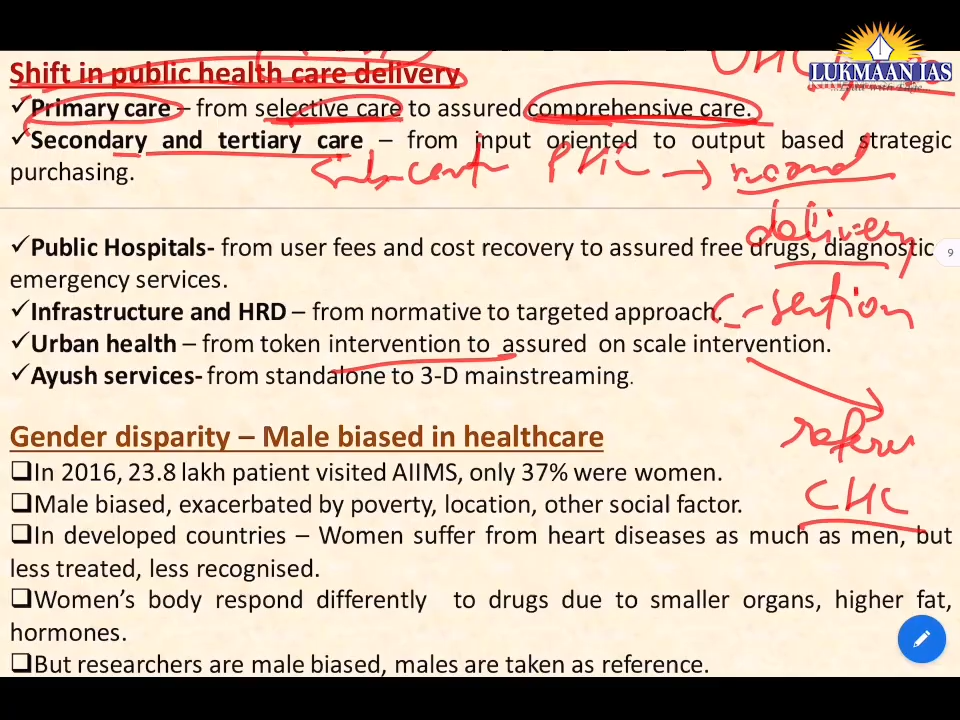 UHC
LUKMAAN IAS
Shift in public health care delivery
✓Primary care – from selective care to assured comprehensive care.
✓Secondary and tertiary care – from input oriented to output based strategic
purchasing.
PHC → normal
delivery
✓Public Hospitals- from user fees and cost recovery to assured free drugs, diagnostic
emergency services.
9
C-section
✓Infrastructure and HRD – from normative to targeted approach.
✓Urban health – from token intervention to assured on scale intervention.
✓Ayush services- from standalone to 3-D mainstreaming.
CHC
Gender disparity – Male biased in healthcare
❑In 2016, 23.8 lakh patient visited AIIMS, only 37% were women.
❑Male biased, exacerbated by poverty, location, other social factor.
❑In developed countries – Women suffer from heart diseases as much as men, but
less treated, less recognised.
❑Women’s body respond differently to drugs due to smaller organs, higher fat,
hormones.
❑But researchers are male biased, males are taken as reference.